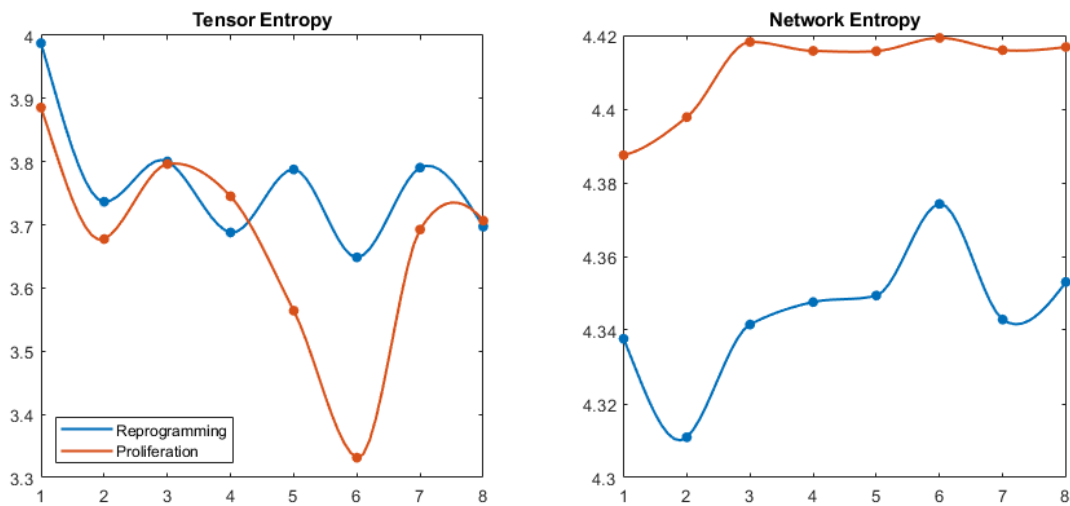 Tensor Entropy
4
3.9
3.8
3.7
3.6
3.5
3.4
3.3
Reprogramming
Proliferation
1 2 3 4 5 6 7 8
Network Entropy
4.42
4.4
4.38
4.36
4.34
4.32
4.3
1 2 3 4 5 6 7 8